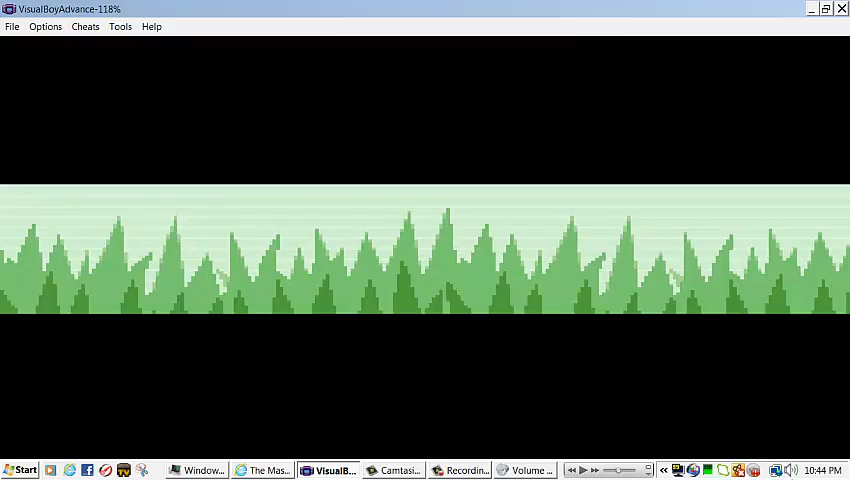 VisualBoyAdvance-118%
File Options Cheats Tools Help
Start Window... The Mas... VisualB... Camtasi... Recordin... Volume ... « 10:44 PM